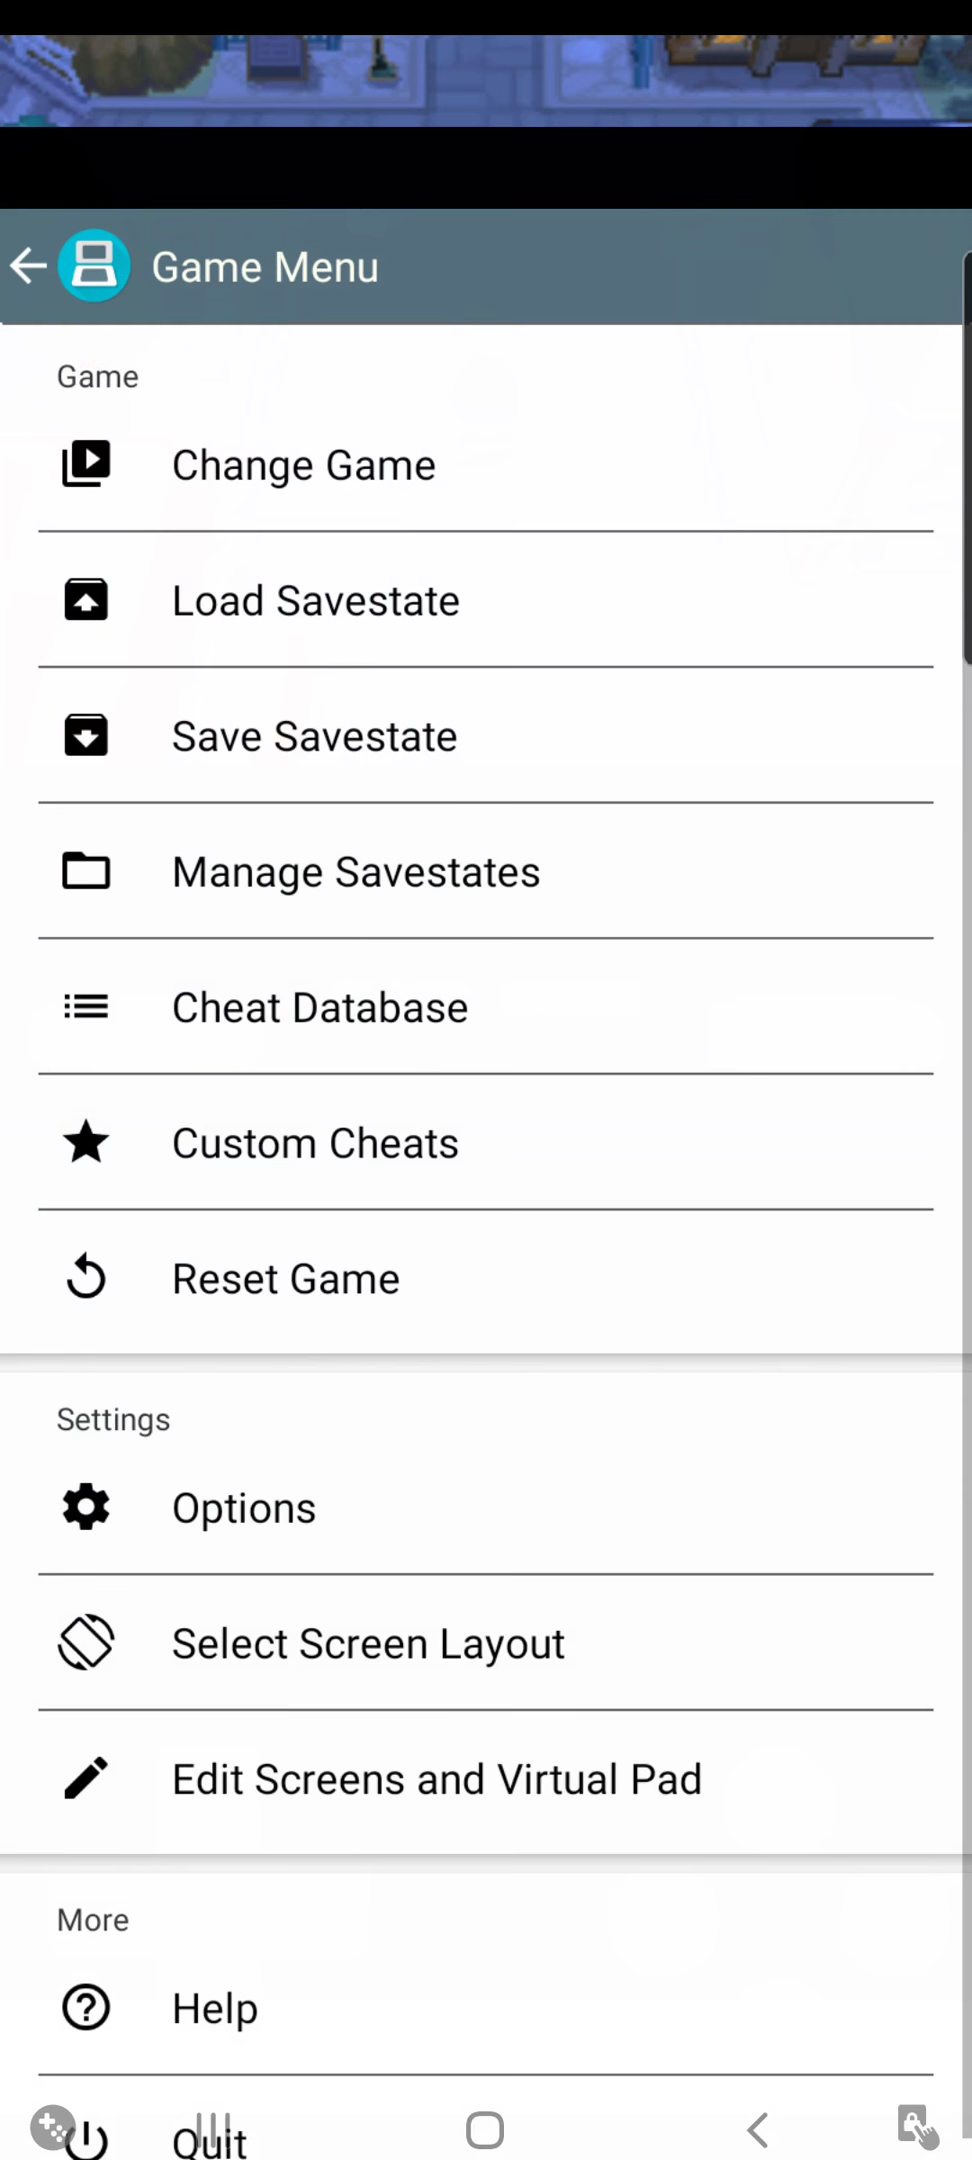 Game Menu
Game
Change Game
Load Savestate
Save Savestate
Manage Savestates
Cheat Database
Custom Cheats
Reset Game
Settings
Options
Select Screen Layout
Edit Screens and Virtual Pad
More
Help
Quit